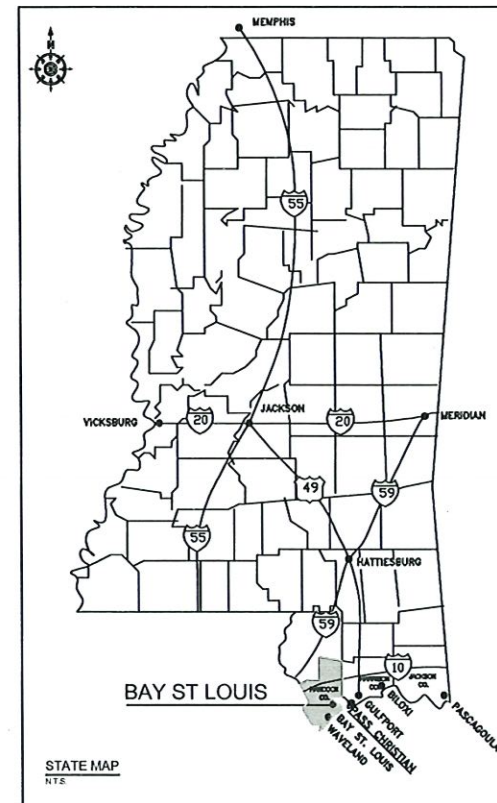 N
MEMPHIS
55
VICKSBURG
20
JACKSON
20
MERIDIAN
49
59
55
HATTIESBURG
59
10
HANCOCK
CO.
HARRISON
CO.
JACKSON
CO.
BAY ST LOUIS
BILOXI
GULFPORT
PASS CHRISTIAN
BAY ST. LOUIS
WAVELAND
PASCAGOULA
STATE MAP
N.T.S.